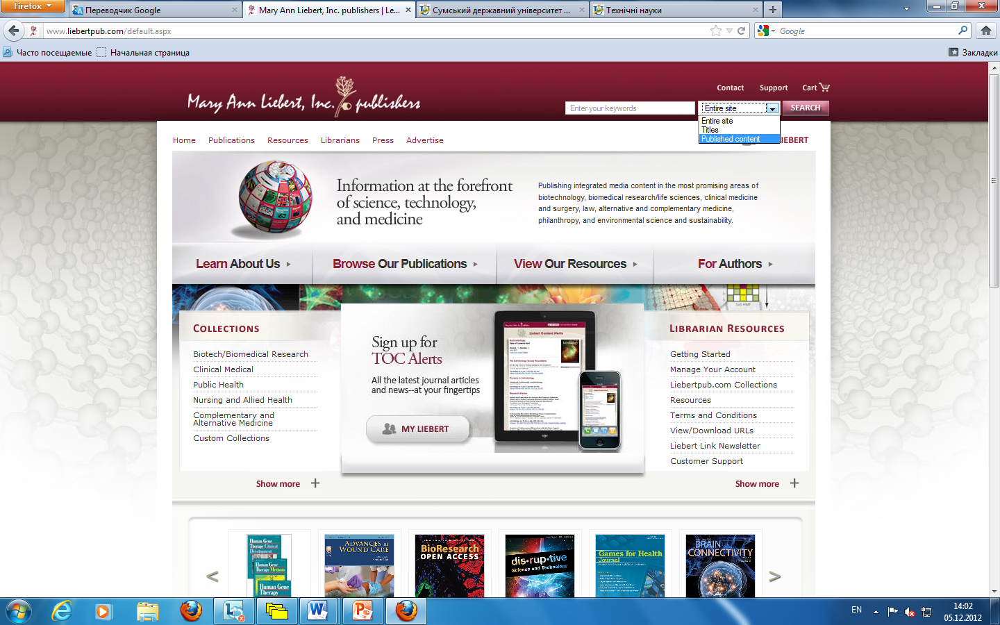 Firefox
Переводчик Google
Mary Ann Liebert, Inc. publishers | Le...
Сумський державний університет ...
Технічні науки
www.liebertpub.com/default.aspx
Google
Часто посещаемые
Начальная страница
Закладки
Mary Ann Liebert, Inc. publishers
Contact
Support
Cart
Enter your keywords
Entire site
SEARCH
Entire site
Titles
Published content
LIEBERT
Home
Publications
Resources
Librarians
Press
Advertise
Information at the forefront
of science, technology,
and medicine
Publishing integrated media content in the most promising areas of
biotechnology, biomedical research/life sciences, clinical medicine
and surgery, law, alternative and complementary medicine,
philanthropy, and environmental science and sustainability.
Learn About Us
Browse Our Publications
View Our Resources
For Authors
COLLECTIONS
Biotech/Biomedical Research
Clinical Medical
Public Health
Nursing and Allied Health
Complementary and
Alternative Medicine
Custom Collections
Show more
Sign up for
TOC Alerts
All the latest journal articles
and news--at your fingertips
MY LIEBERT
Liebert Content Alerts
LIBRARIAN RESOURCES
Getting Started
Manage Your Account
Liebertpub.com Collections
Resources
Terms and Conditions
View/Download URLs
Liebert Link Newsletter
Customer Support
Show more
Human Gene
Therapy Clinical
Development
Human Gene
Therapy Methods
Human Gene
Therapy
ADVANCES in
WOUND CARE
BioResearch
OPEN ACCESS
dis•rup•tive
Science and Technology
Games for Health
Journal
BRAIN
CONNECTIVITY
EN
14:02
05.12.2012